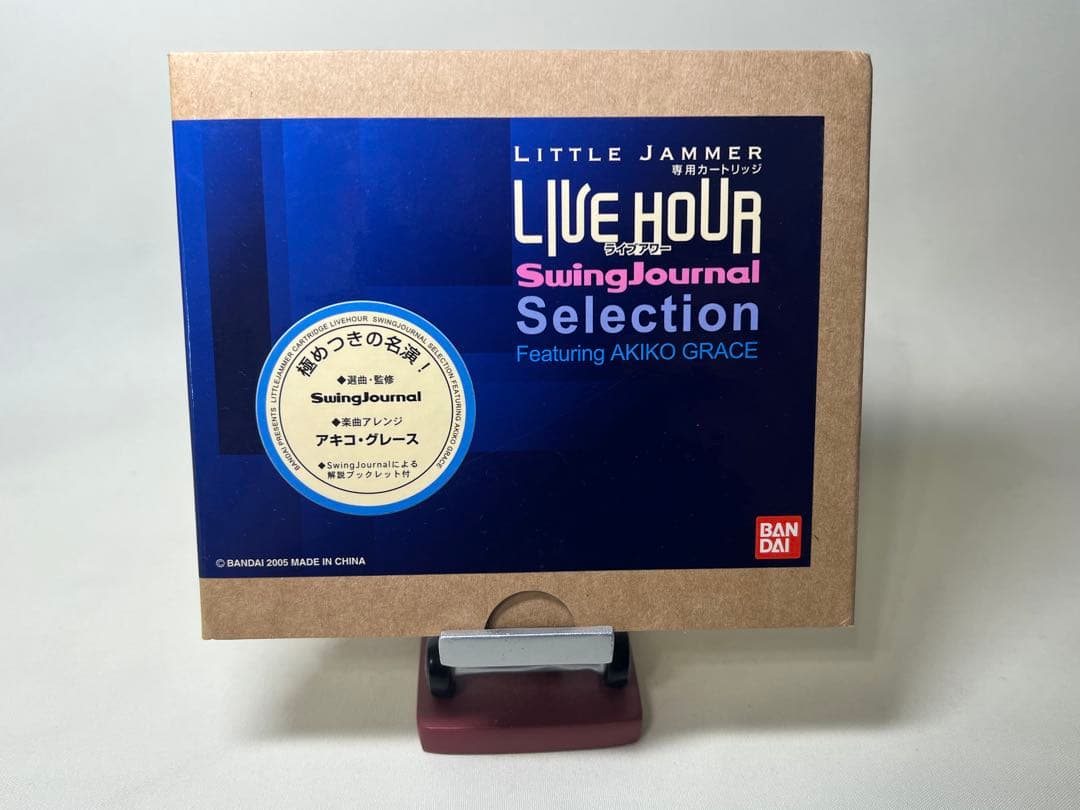 LITTLE JAMMER
専用カートリッジ
LIVE HOUR
ライブアワー
SwingJournal
Selection
Featuring AKIKO GRACE
BANDAI PRESENTS LITTLEJAMMER CARTRIDGE LIVEHOUR SWINGJOURNAL SELECTION FEATURING AKIKO GRACE
極めつきの名演!
◆選曲・監修
SwingJournal
◆楽曲アレンジ
アキコ・グレース
◆SwingJournalによる
解説ブックレット付
BAN
DAI
© BANDAI 2005 MADE IN CHINA